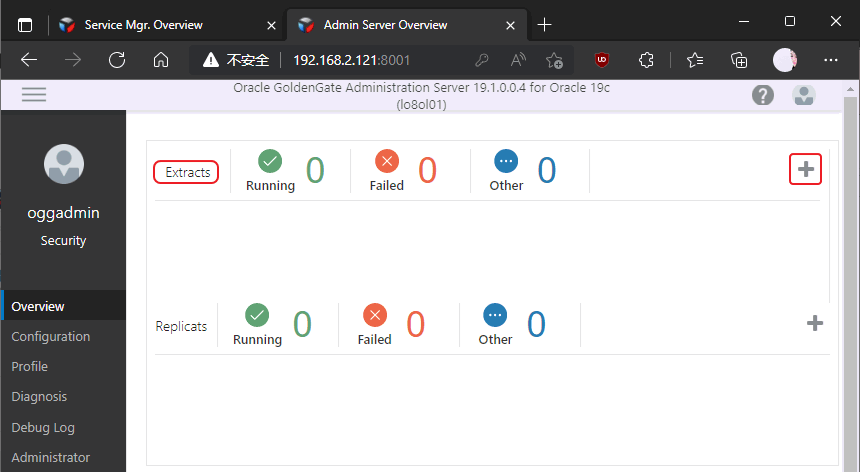 Service Mgr. Overview
Admin Server Overview
不安全
192.168.2.121:8001
Oracle GoldenGate Administration Server 19.1.0.0.4 for Oracle 19c
(lo8ol01)
oggadmin
Security
Overview
Configuration
Profile
Diagnosis
Debug Log
Administrator
Extracts
Running
0
Failed
0
Other
0
Replicats
Running
0
Failed
0
Other
0